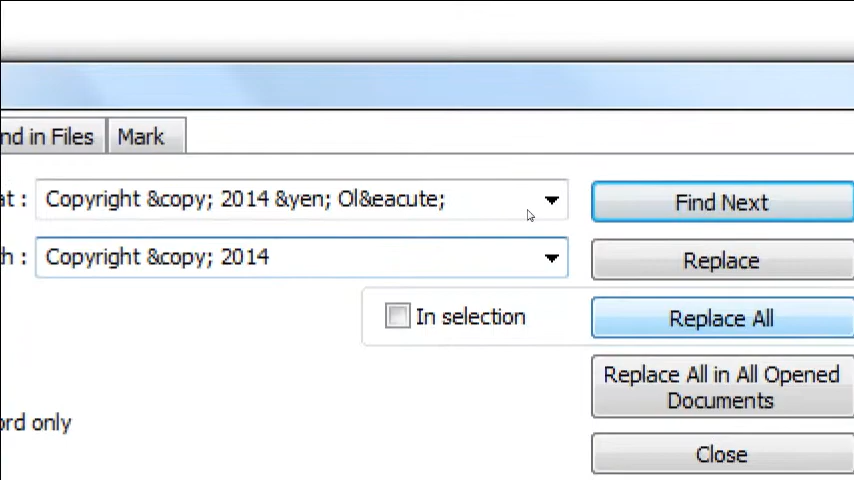 nd in Files Mark
at : Copyright &copy; 2014 &yen; Ol&eacute; Find Next
h : Copyright &copy; 2014 Replace
In selection Replace All
Replace All in All Opened
Documents
ord only
Close